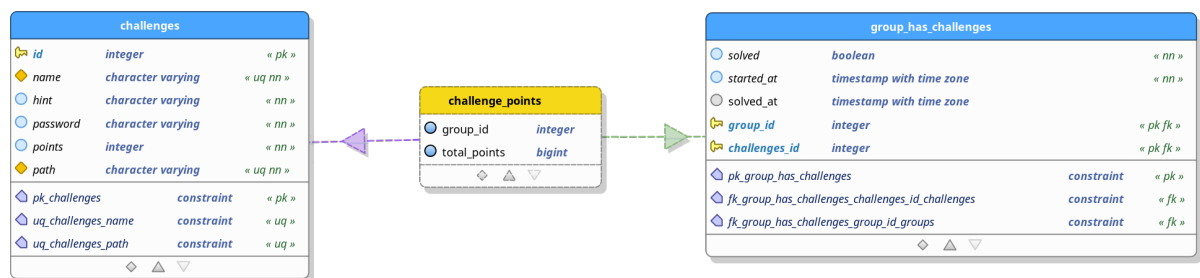 challenges
id integer « pk »
name character varying « uq nn »
hint character varying « nn »
password character varying « nn »
points integer « nn »
path character varying « uq nn »
pk_challenges constraint « pk »
uq_challenges_name constraint « uq »
uq_challenges_path constraint « uq »
challenge_points
group_id integer
total_points bigint
group_has_challenges
solved boolean « nn »
started_at timestamp with time zone « nn »
solved_at timestamp with time zone
group_id integer « pk fk »
challenges_id integer « pk fk »
pk_group_has_challenges constraint « pk »
fk_group_has_challenges_challenges_id_challenges constraint « fk »
fk_group_has_challenges_group_id_groups constraint « fk »